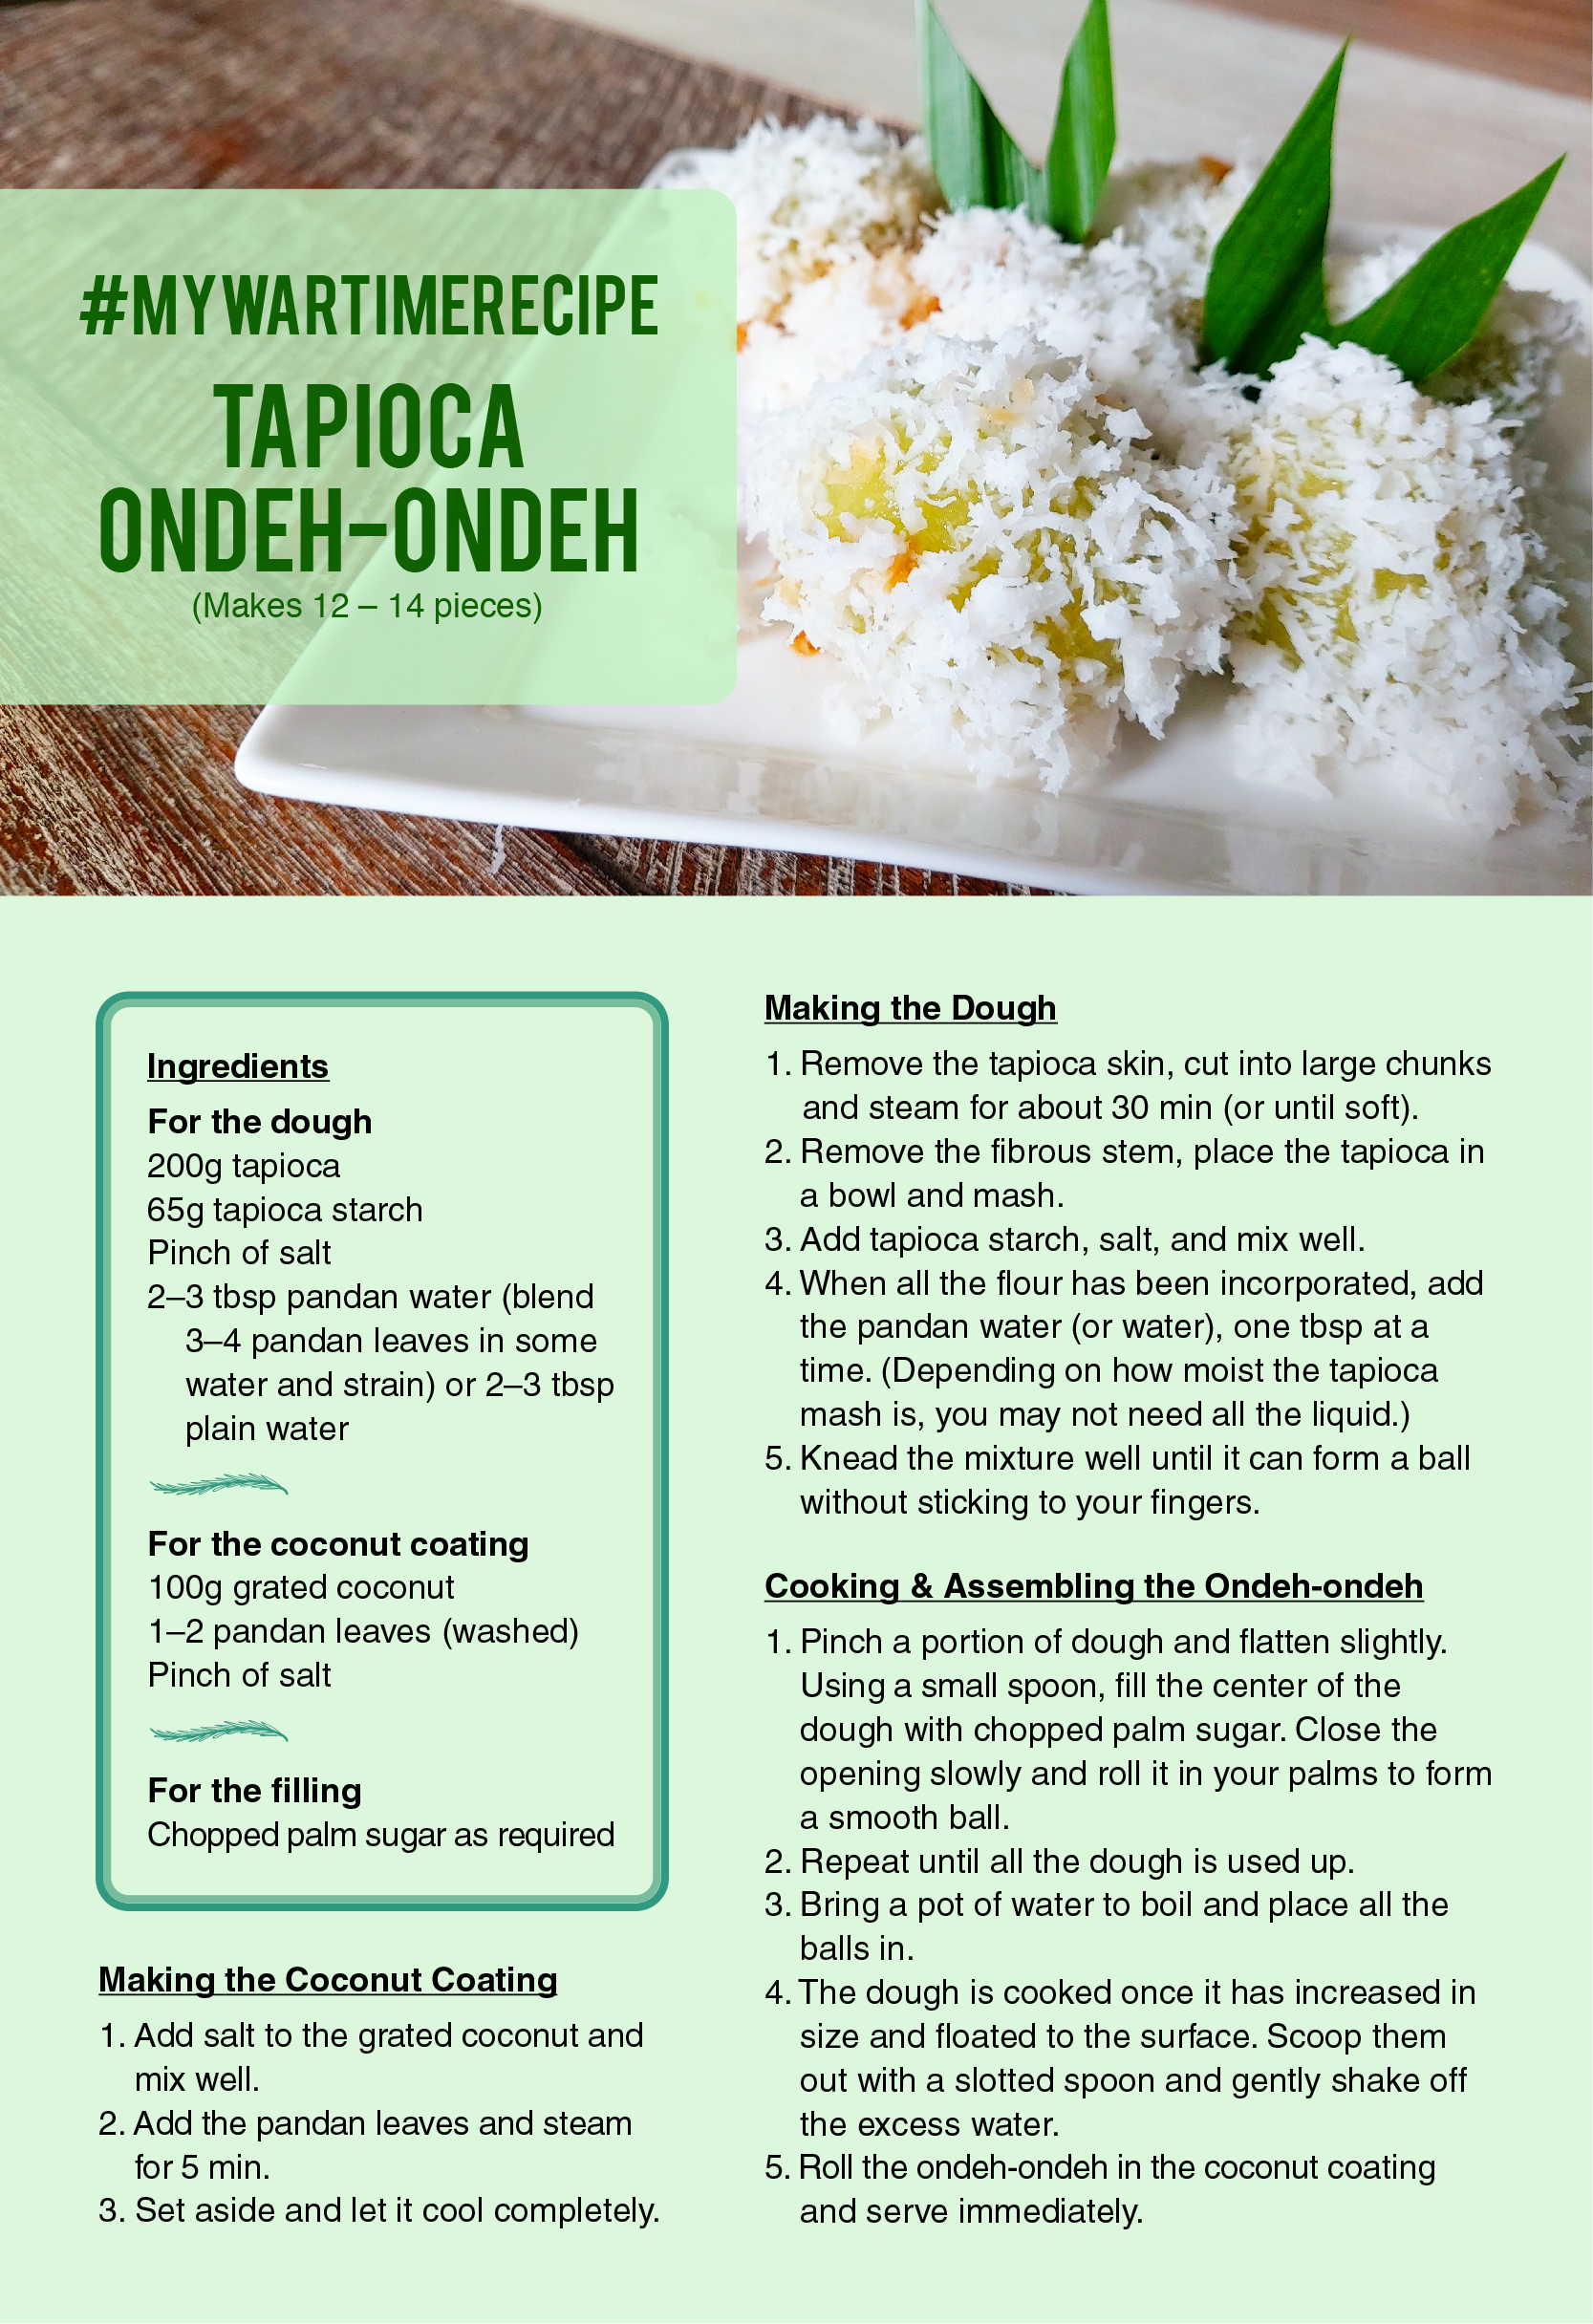 #MYWARTIMERECIPE
TAPIOCA
ONDEH–ONDEH
(Makes 12 – 14 pieces)
Ingredients
For the dough
200g tapioca
65g tapioca starch
Pinch of salt
2–3 tbsp pandan water (blend
3–4 pandan leaves in some
water and strain) or 2–3 tbsp
plain water
For the coconut coating
100g grated coconut
1–2 pandan leaves (washed)
Pinch of salt
For the filling
Chopped palm sugar as required
Making the Coconut Coating
1. Add salt to the grated coconut and
mix well.
2. Add the pandan leaves and steam
for 5 min.
3. Set aside and let it cool completely.
Making the Dough
1. Remove the tapioca skin, cut into large chunks
and steam for about 30 min (or until soft).
2. Remove the fibrous stem, place the tapioca in
a bowl and mash.
3. Add tapioca starch, salt, and mix well.
4. When all the flour has been incorporated, add
the pandan water (or water), one tbsp at a
time. (Depending on how moist the tapioca
mash is, you may not need all the liquid.)
5. Knead the mixture well until it can form a ball
without sticking to your fingers.
Cooking & Assembling the Ondeh-ondeh
1. Pinch a portion of dough and flatten slightly.
Using a small spoon, fill the center of the
dough with chopped palm sugar. Close the
opening slowly and roll it in your palms to form
a smooth ball.
2. Repeat until all the dough is used up.
3. Bring a pot of water to boil and place all the
balls in.
4. The dough is cooked once it has increased in
size and floated to the surface. Scoop them
out with a slotted spoon and gently shake off
the excess water.
5. Roll the ondeh-ondeh in the coconut coating
and serve immediately.